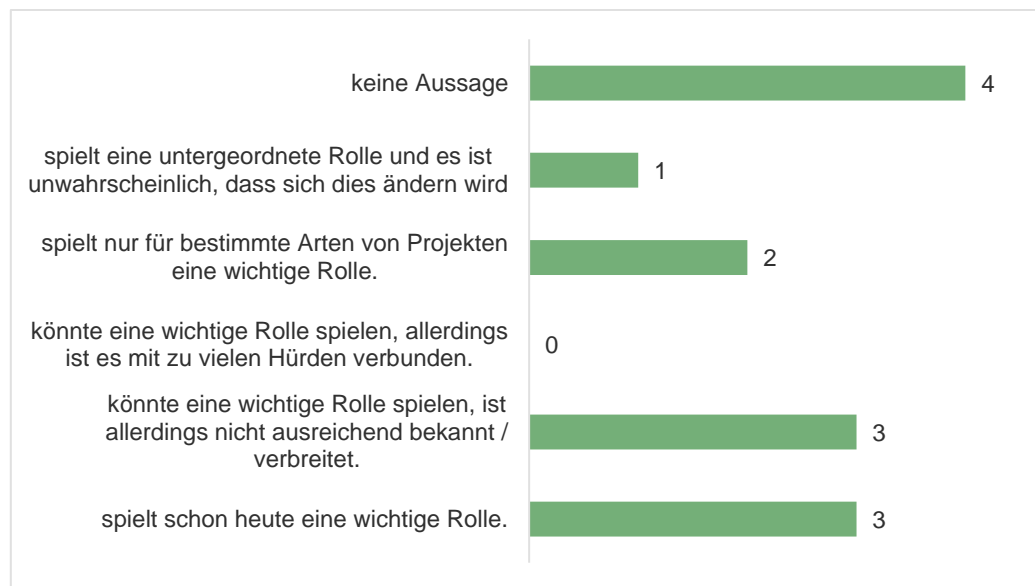 keine Aussage
4
spielt eine untergeordnete Rolle und es ist
unwahrscheinlich, dass sich dies ändern wird
1
spielt nur für bestimmte Arten von Projekten
eine wichtige Rolle.
2
könnte eine wichtige Rolle spielen, allerdings
ist es mit zu vielen Hürden verbunden.
0
könnte eine wichtige Rolle spielen, ist
allerdings nicht ausreichend bekannt /
verbreitet.
3
spielt schon heute eine wichtige Rolle.
3